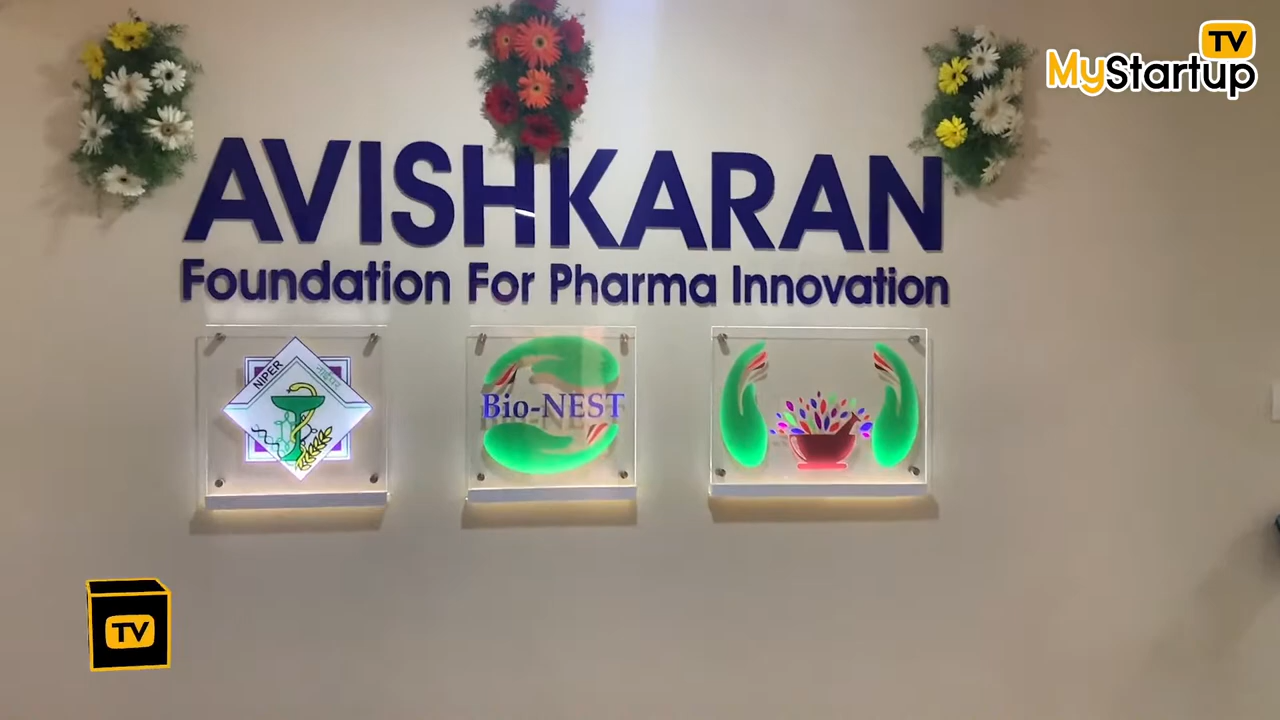 TV
MyStartup
AVISHKARAN
Foundation For Pharma Innovation
NIPER
Bio-NEST
TV